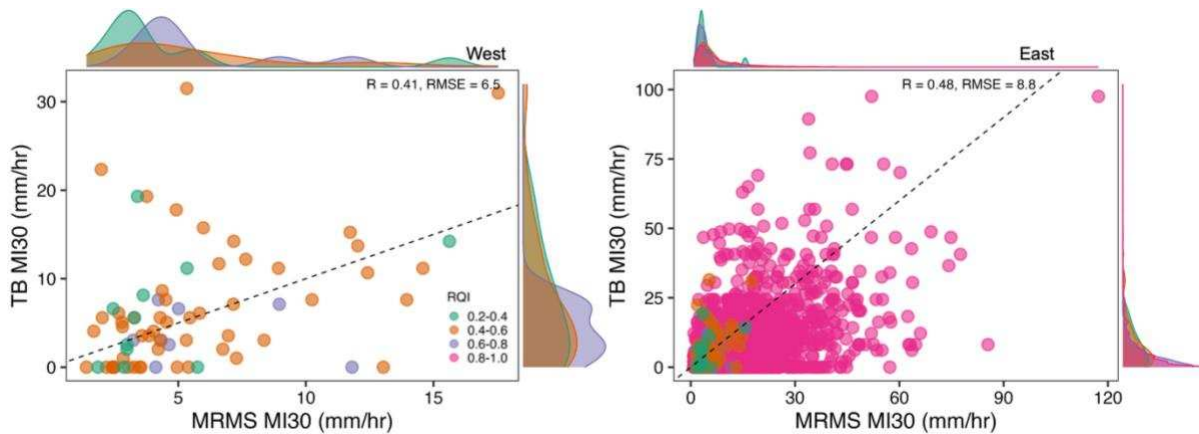 West
R = 0.41, RMSE = 6.5
TB MI30 (mm/hr)
30
20
10
0
RQI
0.2-0.4
0.4-0.6
0.6-0.8
0.8-1.0
5
10
15
MRMS MI30 (mm/hr)
East
R = 0.48, RMSE = 8.8
TB MI30 (mm/hr)
100
75
50
25
0
0
30
60
90
120
MRMS MI30 (mm/hr)